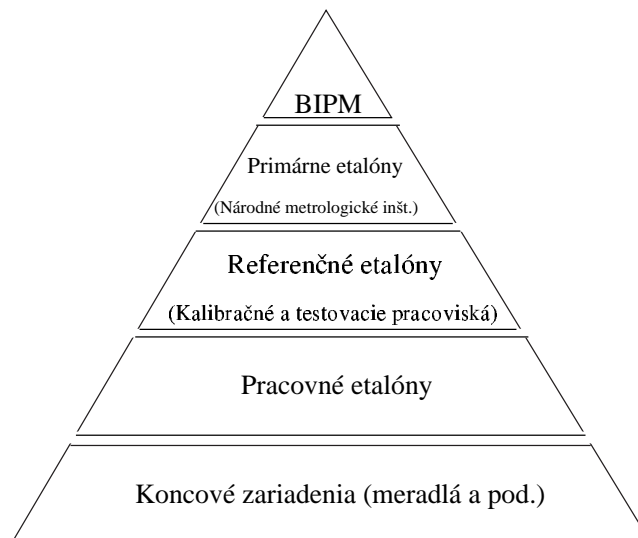 BIPM
Primárne etalóny
(Národné metrologické inšt.)
Referenčné etalóny
(Kalibračné a testovacie pracoviská)
Pracovné etalóny
Koncové zariadenia (meradlá a pod.)